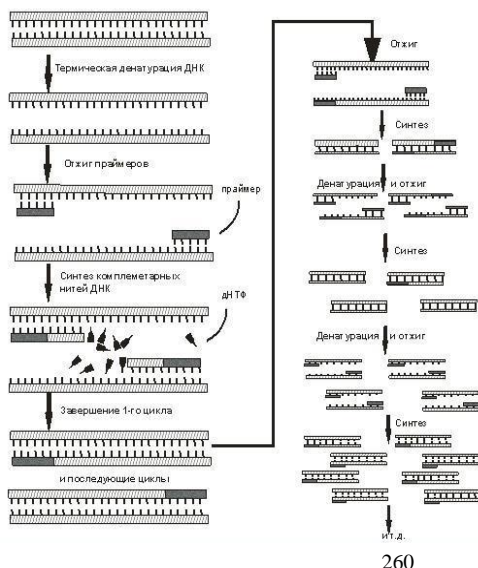 Термическая денатурация ДНК
Отжиг праймеров
праймер
Синтез комплеметарных
нитей ДНК
дНТФ
Завершение 1-го цикла
и последующие циклы
Отжиг
Синтез
Денатурация и отжиг
Синтез
Денатурация и отжиг
Синтез
и т.д.
260